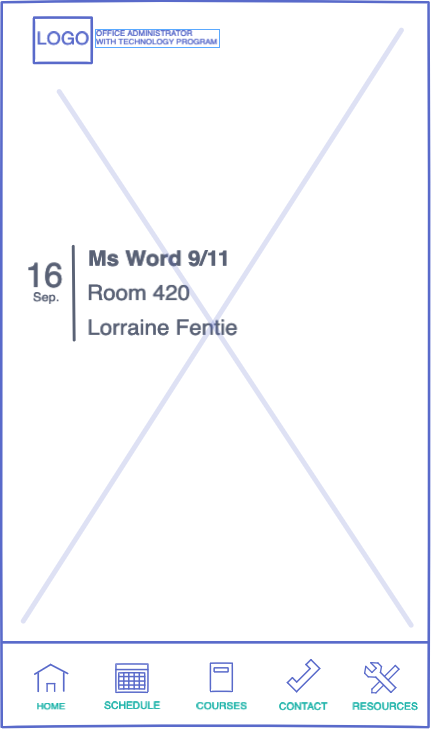 LOGO
OFFICE ADMINISTRATOR
WITH TECHNOLOGY PROGRAM
16
Sep.
Ms Word 9/11
Room 420
Lorraine Fentie
HOME
SCHEDULE
COURSES
CONTACT
RESOURCES